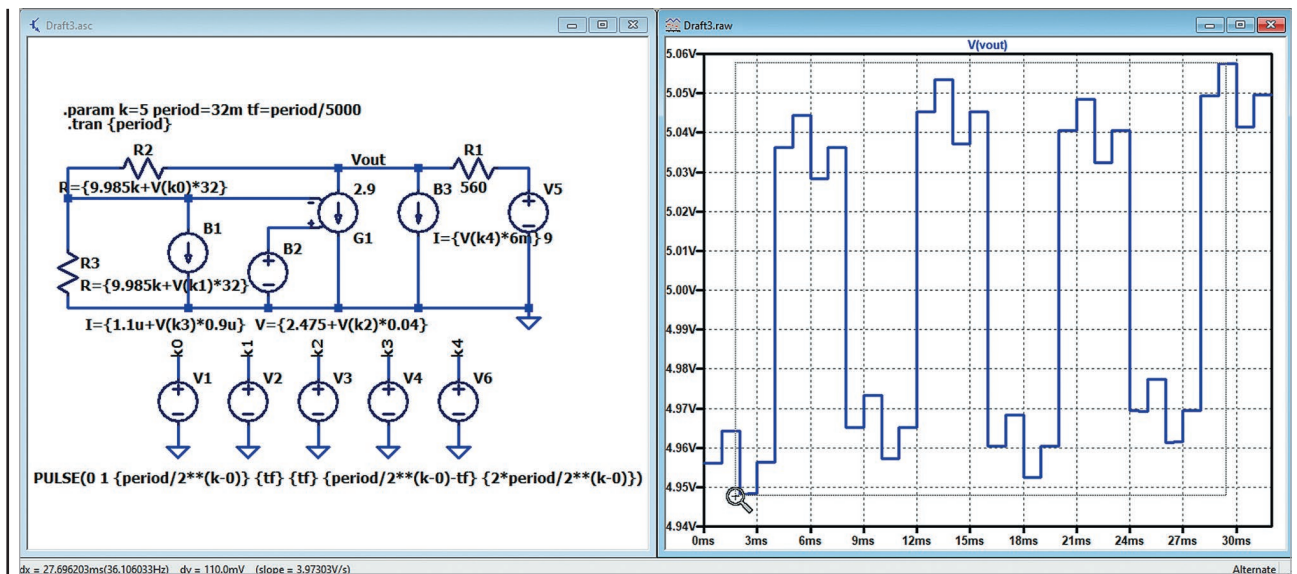 Draft3.asc
.param k=5 period=32m tf=period/5000
.tran {period}
R2
Vout
R1
R={9.985k+V(k0)*32}
2.9
B3
560
V5
B1
G1
I={V(k4)*6m}
9
B2
R3
R={9.985k+V(k1)*32}
I={1.1u+V(k3)*0.9u}
V={2.475+V(k2)*0.04}
k0
k1
k2
k3
k4
V1
V2
V3
V4
V6
PULSE(0 1 {period/2**(k-0)} {tf} {tf} {period/2**(k-0)-tf} {2*period/2**(k-0)})
Draft3.raw
V(vout)
5.06V
5.05V
5.04V
5.03V
5.02V
5.01V
5.00V
4.99V
4.98V
4.97V
4.96V
4.95V
4.94V
0ms
3ms
6ms
9ms
12ms
15ms
18ms
21ms
24ms
27ms
30ms
dx = 27.696203ms(36.106033Hz) dy = 110.0mV (slope = 3.97303V/s)
Alternate